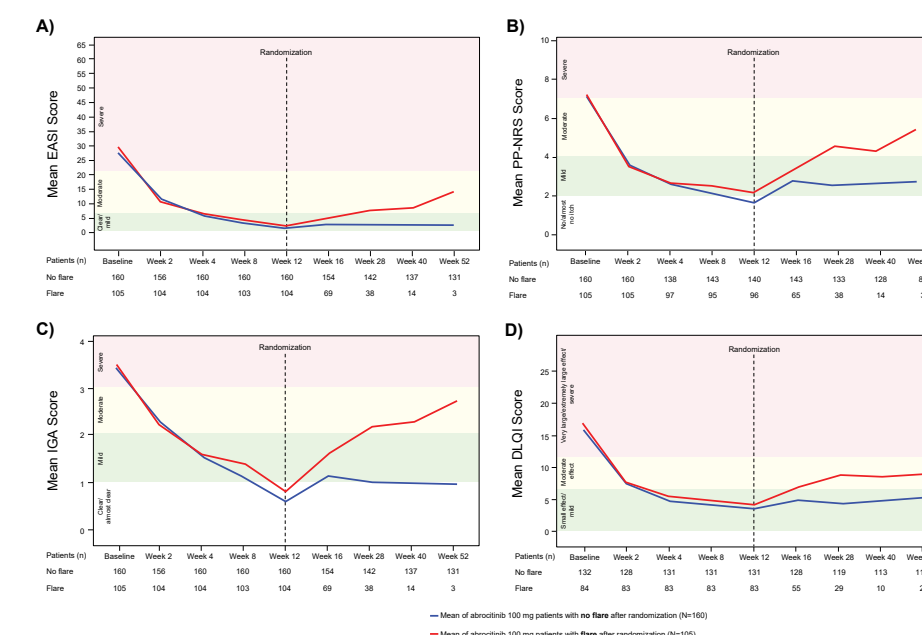 A)
Mean EASI Score
65
60
55
50
45
40
35
30
25
20
15
10
5
0
Severe
Moderate
Clear/
mild
Randomization
Patients (n) Baseline Week 2 Week 4 Week 8 Week 12 Week 16 Week 28 Week 40 Week 52
No flare 160 156 160 160 160 154 142 137 131
Flare 105 104 104 103 104 69 38 14 3
B)
Mean PP-NRS Score
10
8
6
4
2
0
Severe
Moderate
Mild
No/almost
no itch
Randomization
Patients (n) Baseline Week 2 Week 4 Week 8 Week 12 Week 16 Week 28 Week 40
No flare 160 160 138 143 140 143 133 128
Flare 105 105 97 95 96 65 38 14
C)
Mean IGA Score
4
3
2
1
0
Severe
Moderate
Mild
Clear/
almost clear
Randomization
Patients (n) Baseline Week 2 Week 4 Week 8 Week 12 Week 16 Week 28 Week 40 Week 52
No flare 160 156 160 160 160 154 142 137 131
Flare 105 104 104 103 104 69 38 14 3
D)
Mean DLQI Score
25
20
15
10
5
0
Very large/extremely large effect/
severe
Moderate
effect
Small effect/
mild
Randomization
Patients (n) Baseline Week 2 Week 4 Week 8 Week 12 Week 16 Week 28 Week 40
No flare 132 128 131 131 131 128 119 113
Flare 84 83 83 83 83 55 29 10
Mean of abrocitinib 100 mg patients with no flare after randomization (N=160)
Mean of abrocitinib 100 mg patients with flare after randomization (N=105)